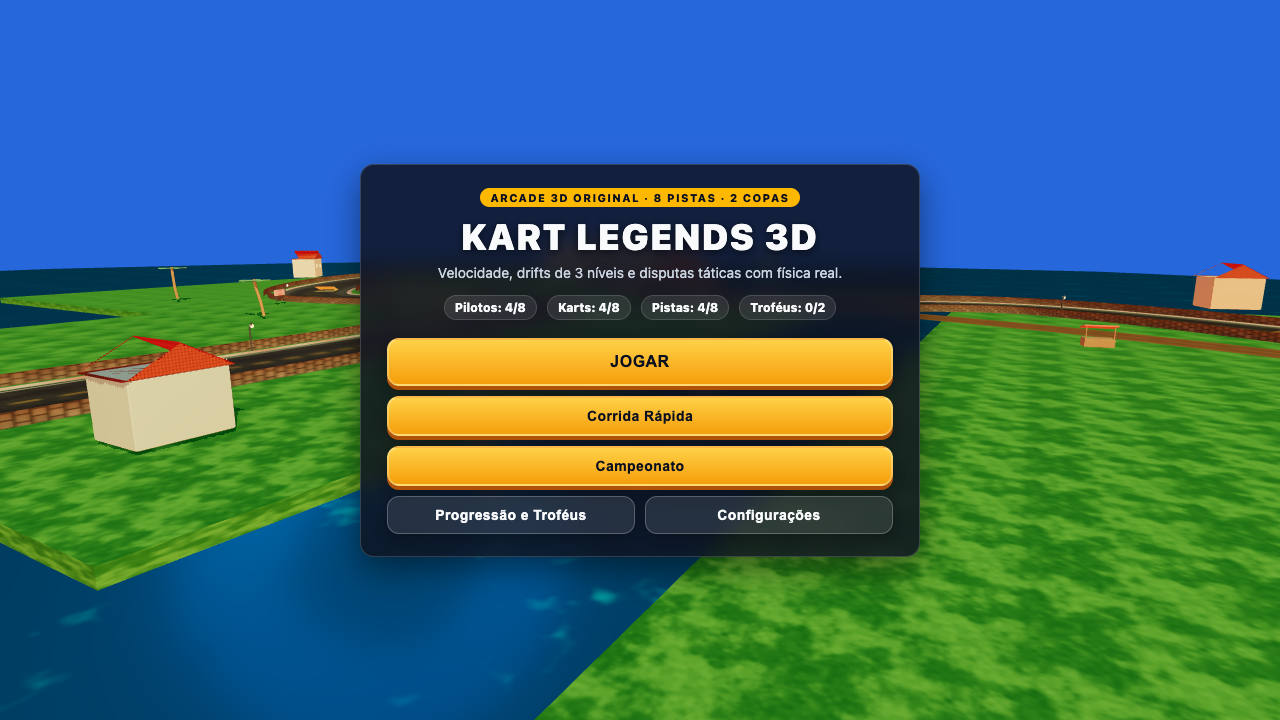 ARCADE 3D ORIGINAL · 8 PISTAS · 2 COPAS
KART LEGENDS 3D
Velocidade, drifts de 3 níveis e disputas táticas com física real.
Pilotos: 4/8 Karts: 4/8 Pistas: 4/8 Troféus: 0/2
JOGAR
Corrida Rápida
Campeonato
Progressão e Troféus Configurações